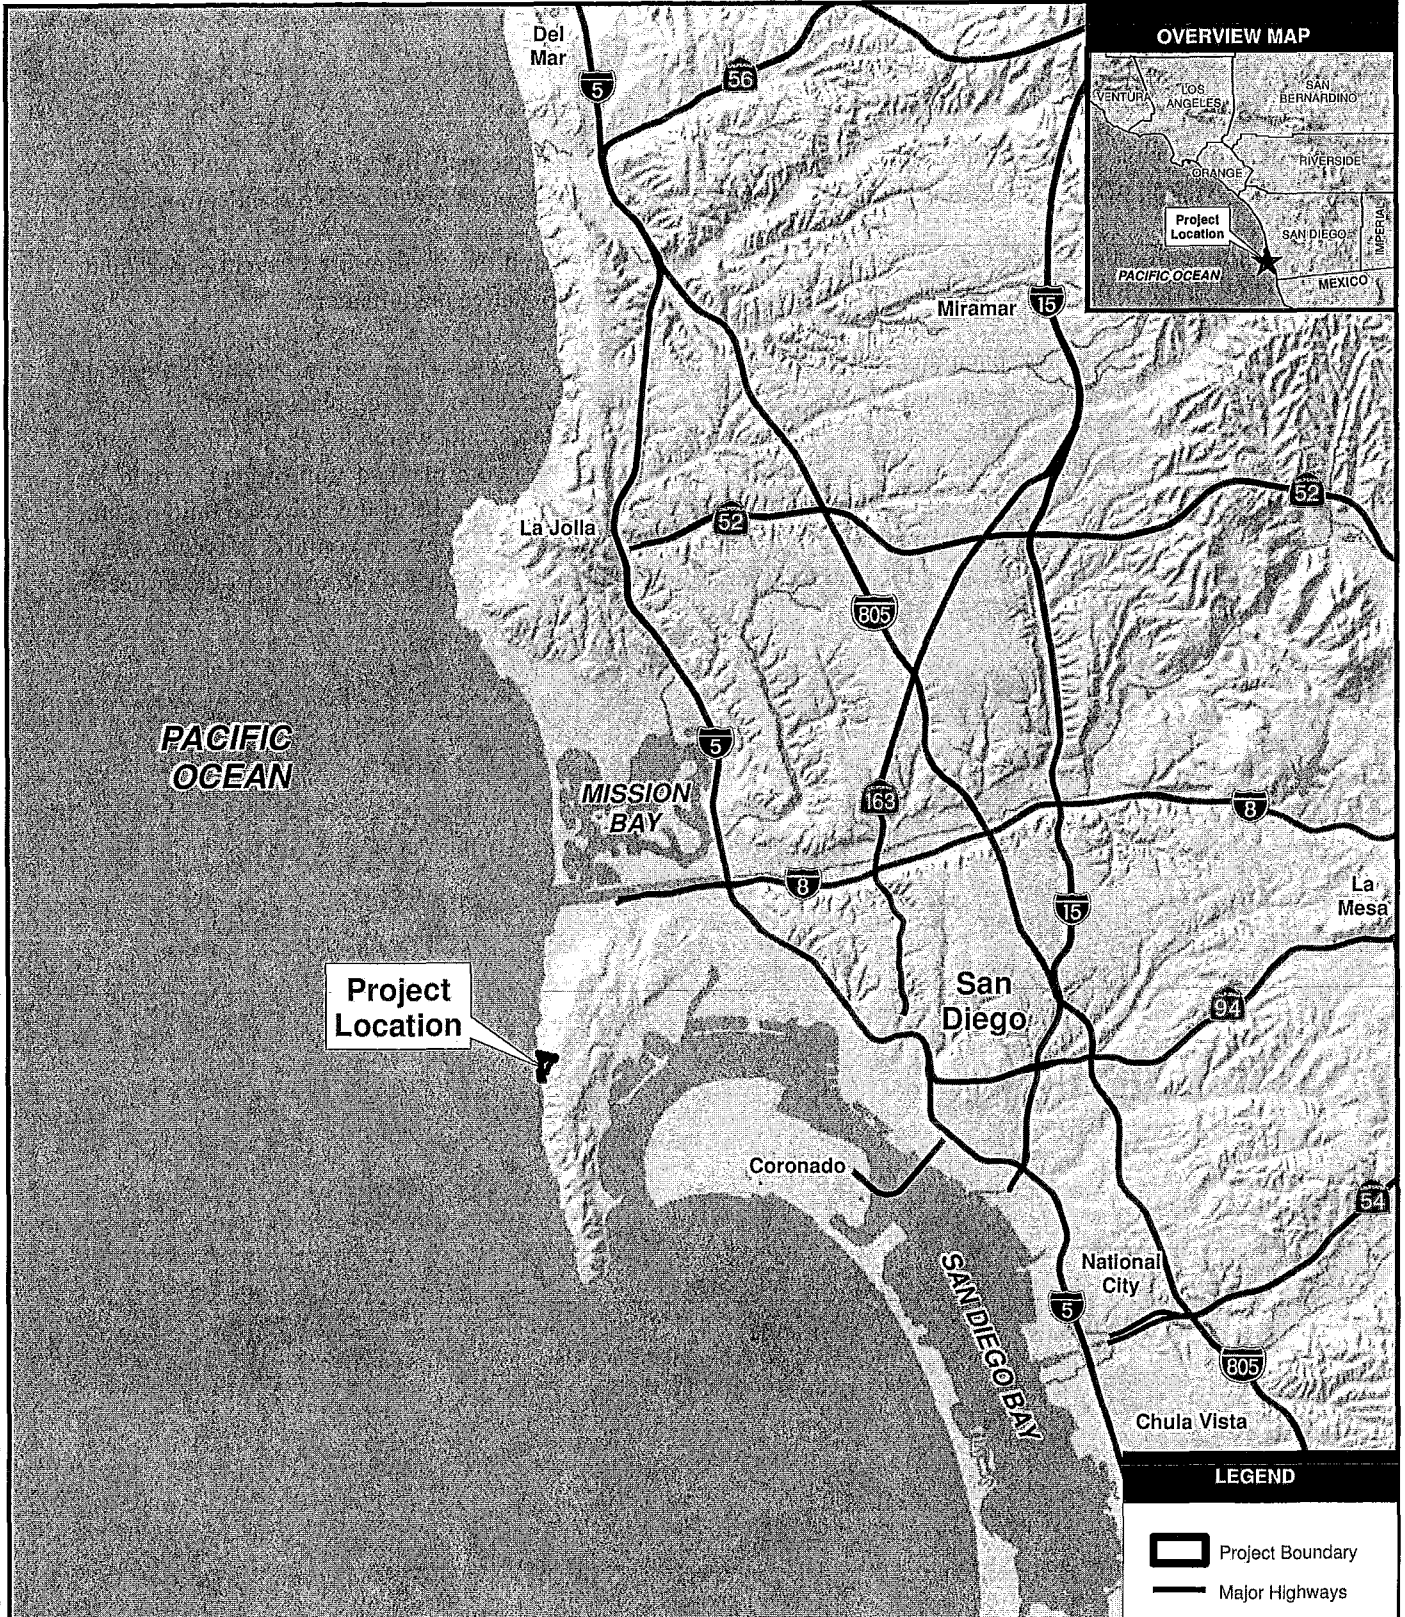 OVERVIEW MAP
VENTURA
LOS
ANGELES
SAN
BERNARDINO
RIVERSIDE
ORANGE
Project
Location
SAN DIEGO
IMPERIAL
PACIFIC OCEAN
MEXICO
Del
Mar
5
56
Miramar
15
La Jolla
52
52
805
PACIFIC
OCEAN
5
MISSION
BAY
163
8
8
15
La
Mesa
Project
Location
San
Diego
94
Coronado
54
SAN DIEGO BAY
National
City
5
805
Chula Vista
LEGEND
Project Boundary
Major Highways